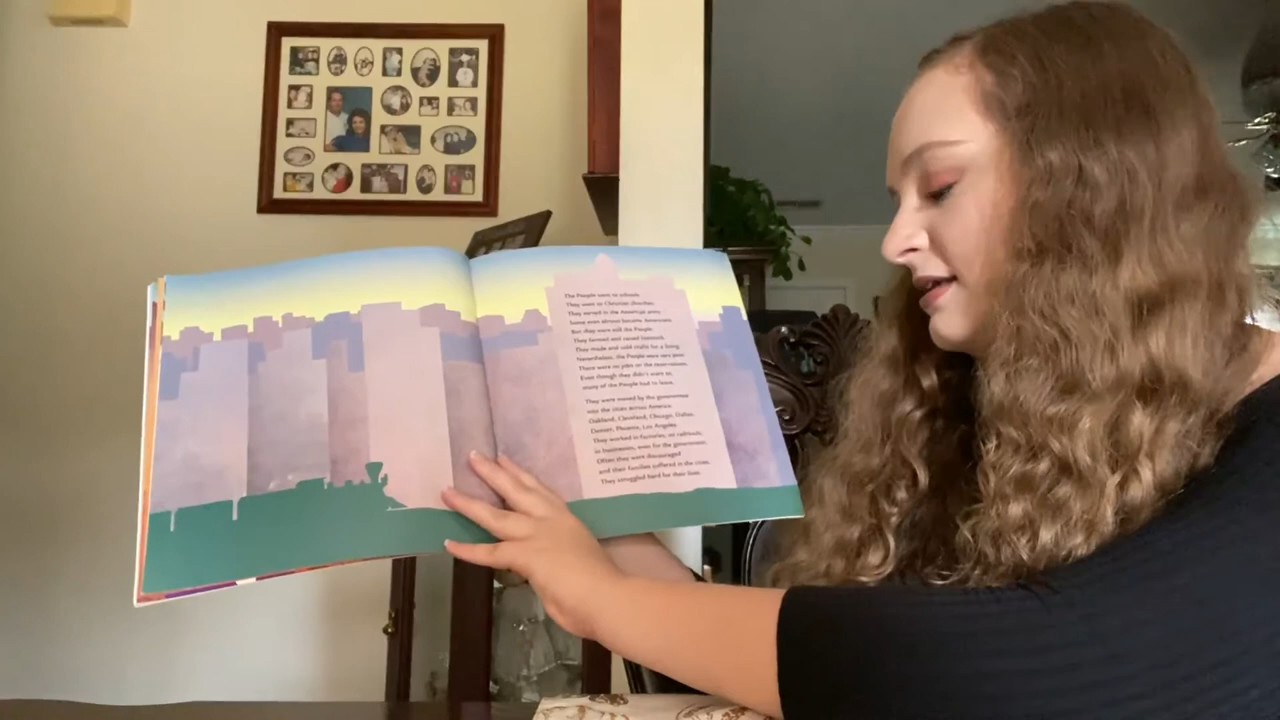 The People went to schools.
They went to Christian churches.
They served in the American army.
Some even almost became Americans.
But they were still the People.
They farmed and raised livestock.
They made and sold crafts for a living.
Nevertheless, the People were very poor.
There were no jobs on the reservations.
Even though they didn't want to,
many of the People had to leave.
They were moved by the government
into the cities across America.
Oakland, Cleveland, Chicago, Dallas,
Denver, Phoenix, Los Angeles.
They worked in factories, on railroads,
in businesses, even for the government.
Often they were discouraged
and their families suffered in the cities.
They struggled hard for their lives.